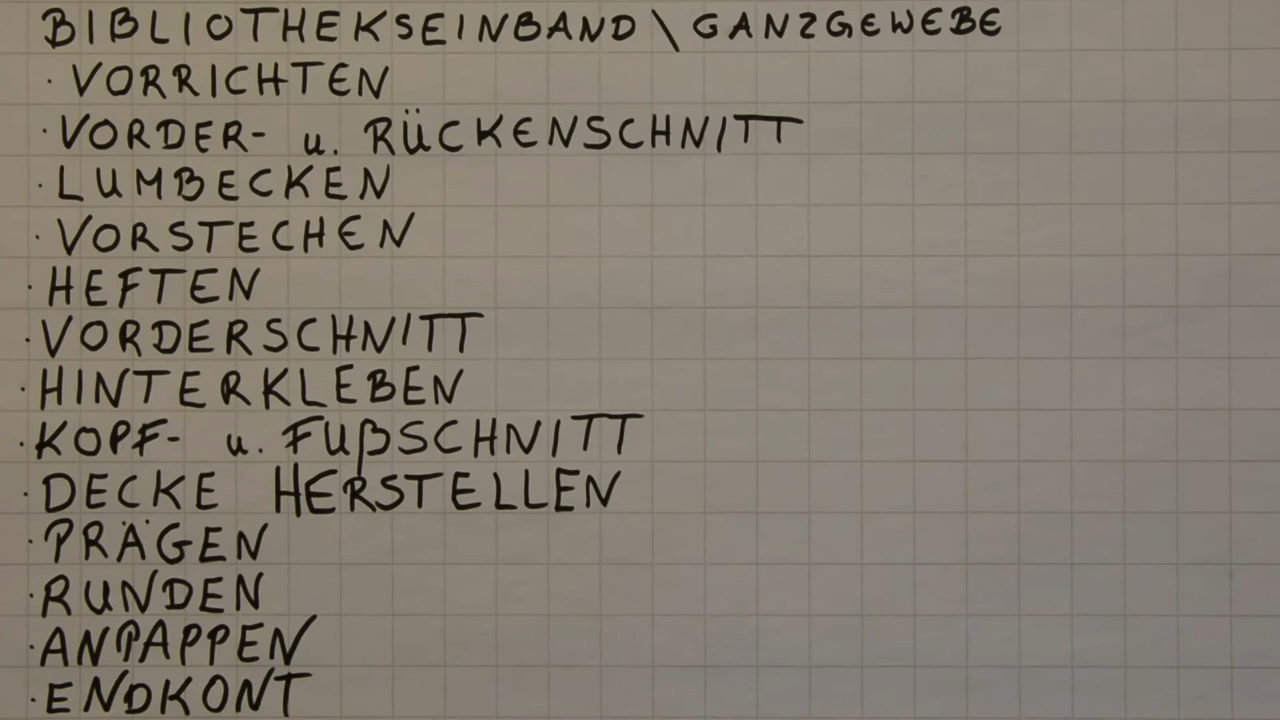 BIBLIOTHEKSEINBAND \ GANZGEWEBE
· VORRICHTEN
· VORDER- u. RÜCKENSCHNITT
· LUMBECKEN
· VORSTECHEN
· HEFTEN
· VORDERSCHNITT
· HINTERKLEBEN
· KOPF- u. FUßSCHNITT
· DECKE HERSTELLEN
· PRÄGEN
· RUNDEN
· ANPAPPEN
· ENDKONT